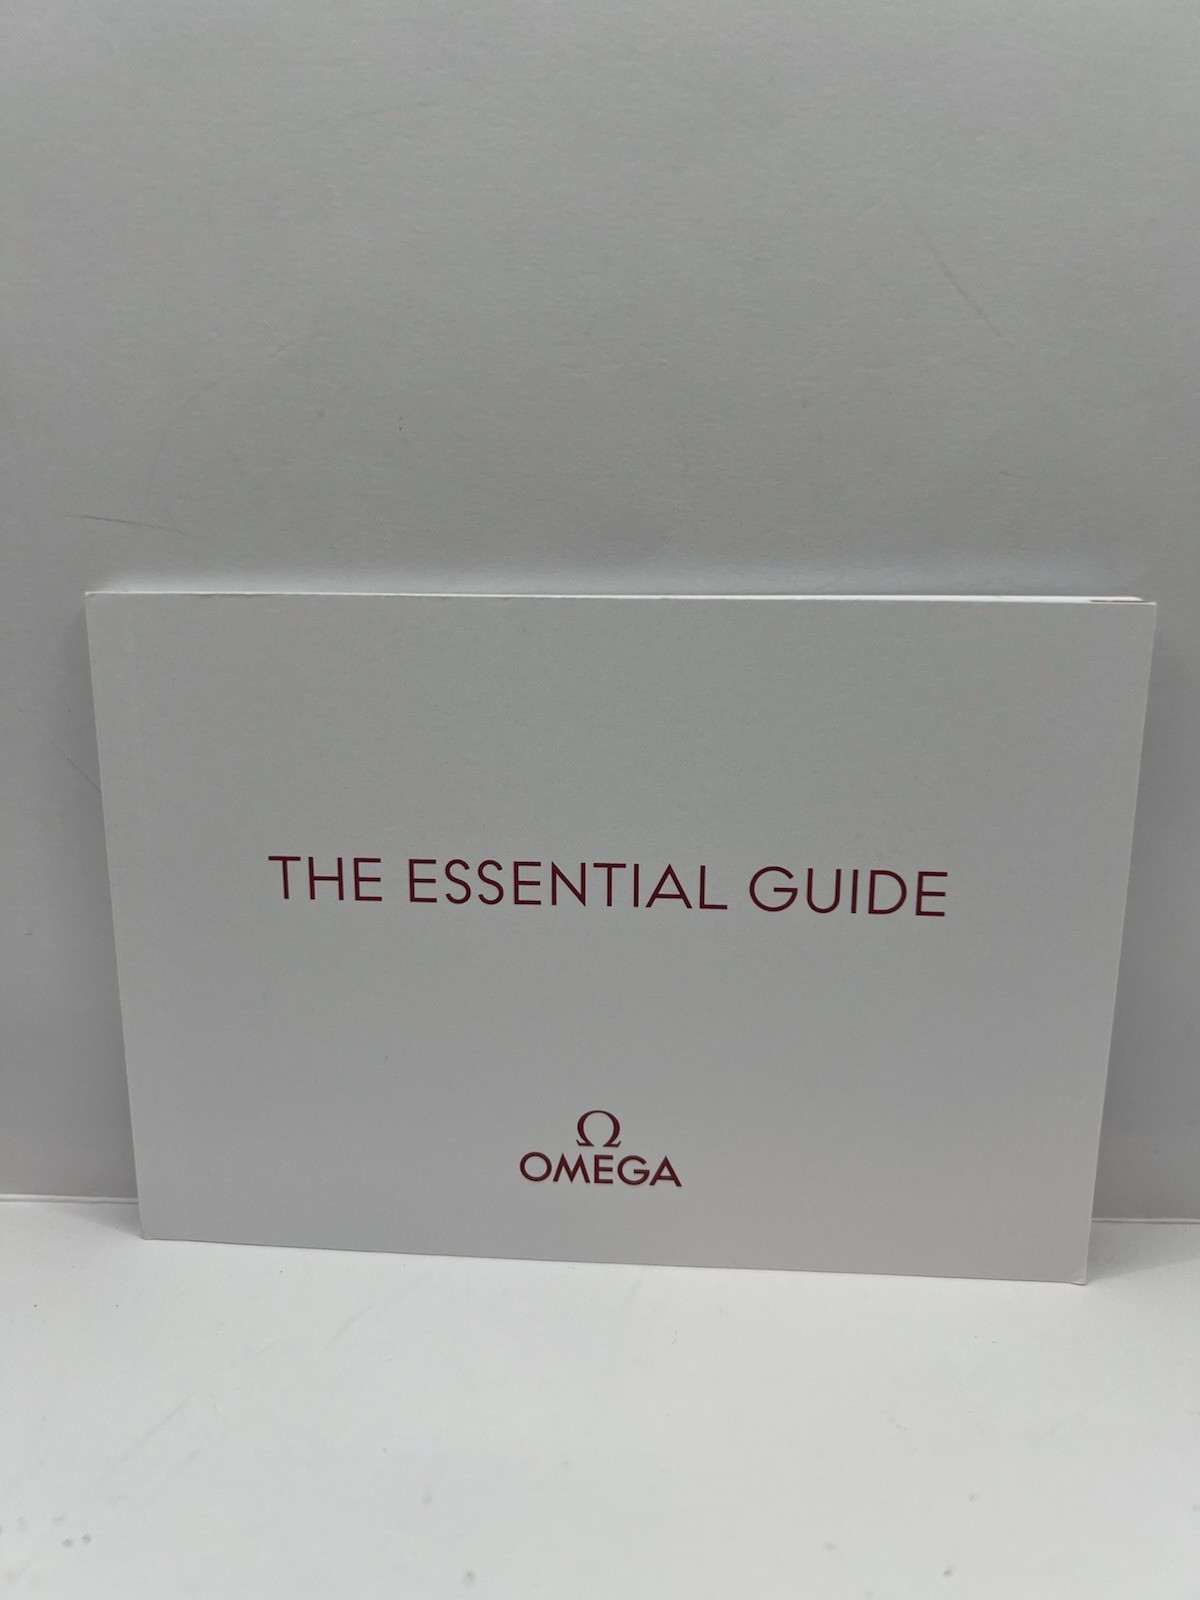 THE ESSENTIAL GUIDE
Ω
OMEGA